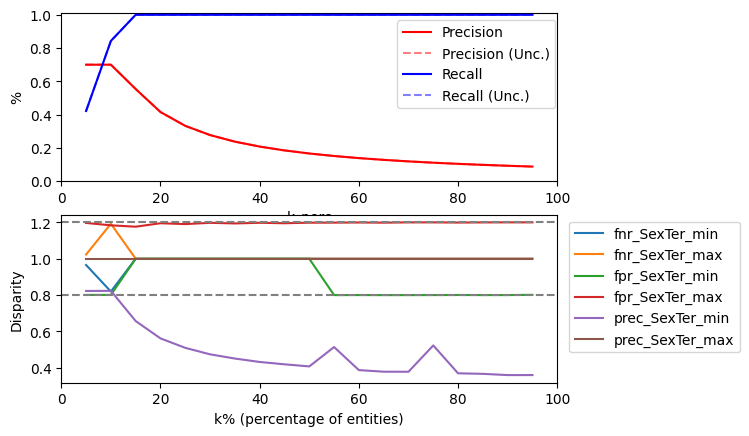 1.0
0.8
0.6
0.4
0.2
0.0
%
0 20 40 60 80 100
Precision
Precision (Unc.)
Recall
Recall (Unc.)
1.2
1.0
0.8
0.6
0.4
Disparity
0 20 40 60 80 100
k% (percentage of entities)
fnr_SexTer_min
fnr_SexTer_max
fpr_SexTer_min
fpr_SexTer_max
prec_SexTer_min
prec_SexTer_max